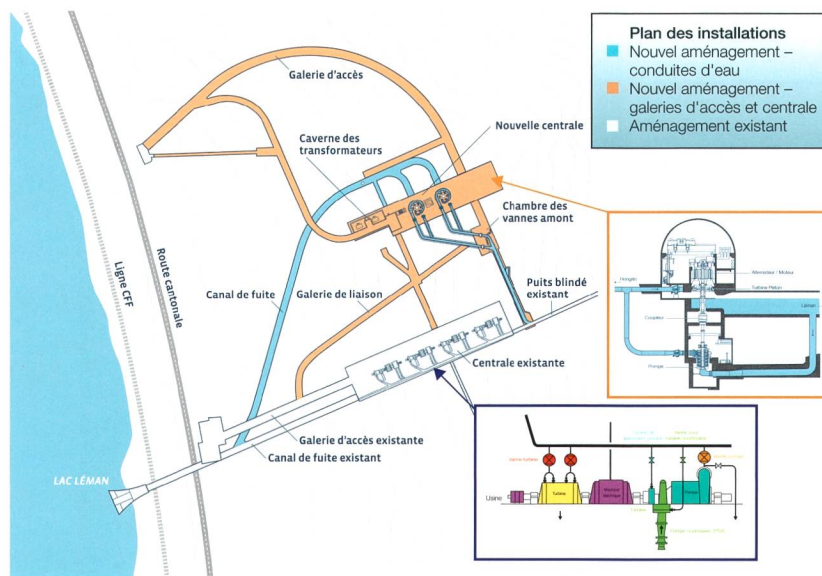 Plan des installations
Nouvel aménagement –
conduites d'eau
Nouvel aménagement –
galeries d'accès et centrale
Aménagement existant
Galerie d'accès
Caverne des
transformateurs
Nouvelle centrale
Chambre des
vannes amont
Puits blindé
existant
Ligne CFF
Route cantonale
Canal de fuite
Galerie de liaison
Centrale existante
Galerie d'accès existante
Canal de fuite existant
LAC LÉMAN
Hongrin
Alternateur / Moteur
Turbine Pelton
Léman
Coupleur
Pompe
Usine
Turbine
Pompe